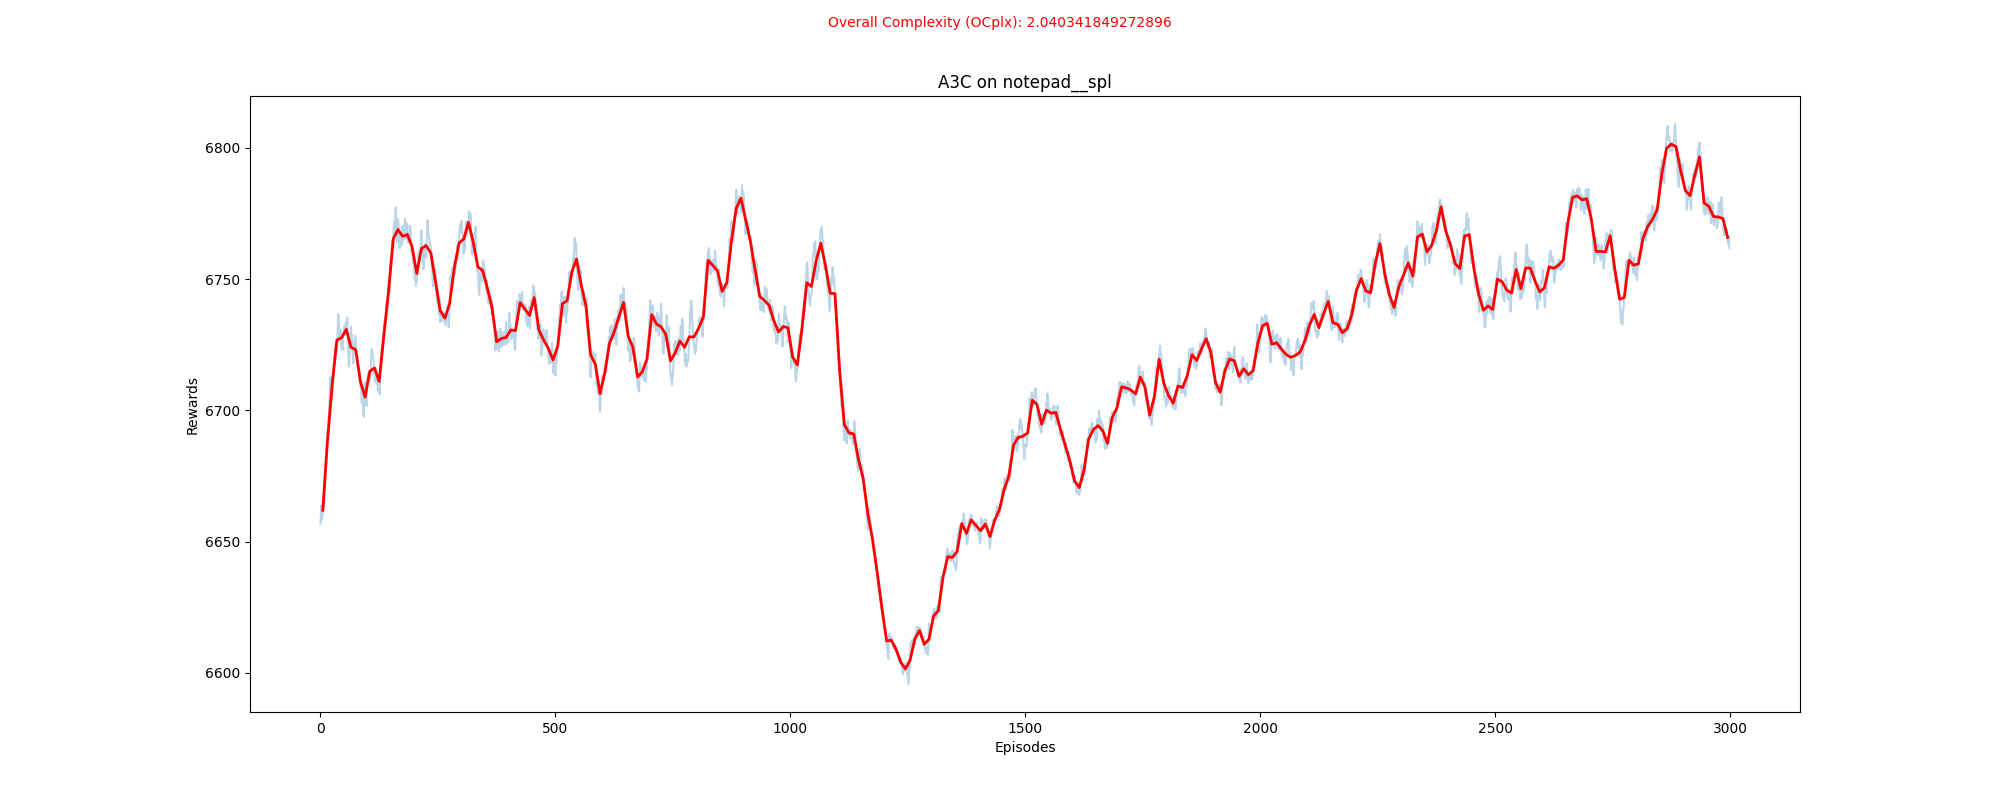 Overall Complexity (OCplx): 2.040341849272896
A3C on notepad__spl
6800
6750
6700
6650
6600
Rewards
0 500 1000 1500 2000 2500 3000
Episodes